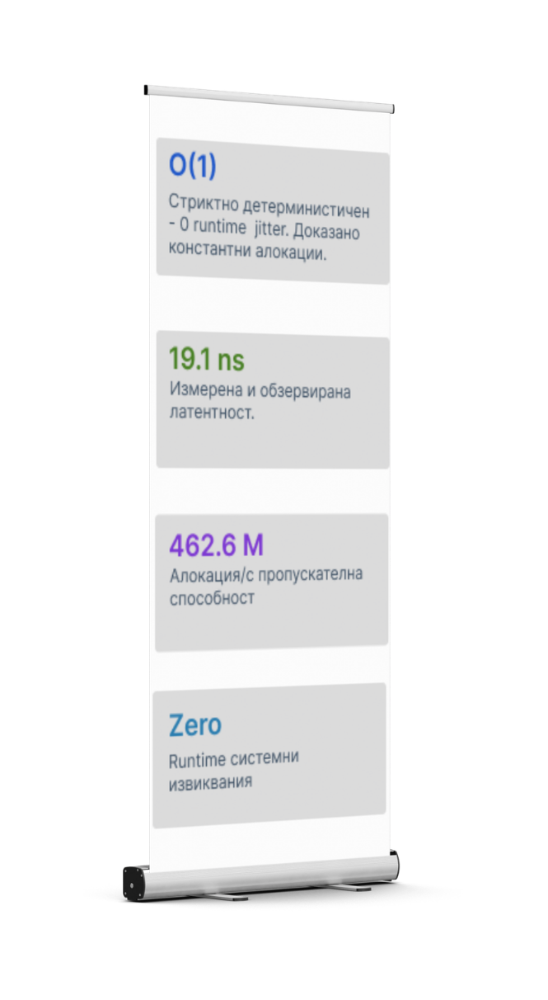 O(1)
Стриктно детерминистичен
- 0 runtime jitter. Доказано
константни алокации.
19.1 ns
Измерена и обзервирана
латентност.
462.6 M
Алокация/с пропускателна
способност
Zero
Runtime системни
извиквания